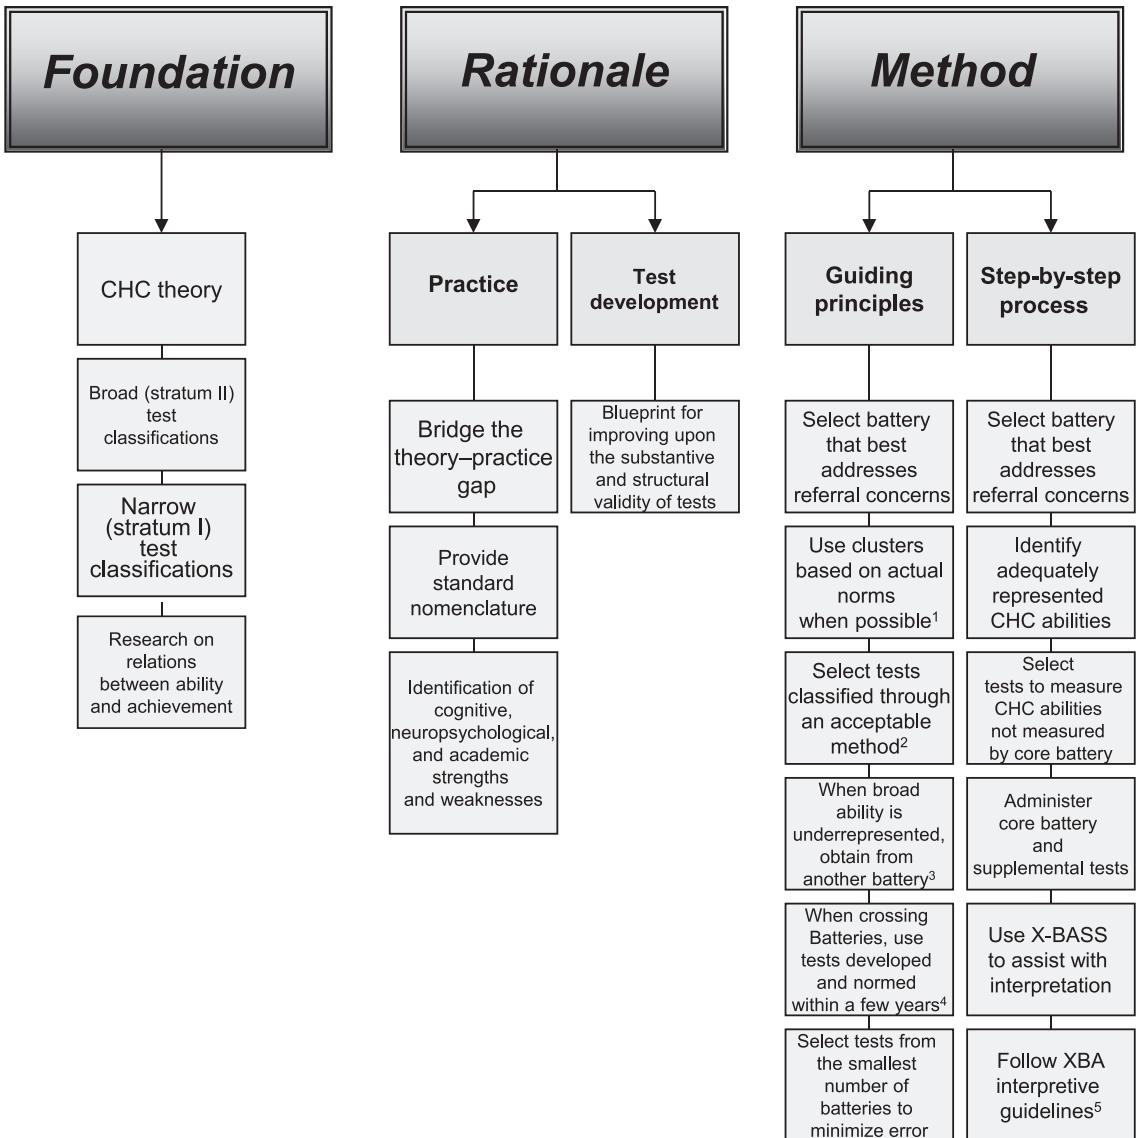 Foundation
CHC theory
Broad (stratum II)
test
classifications
Narrow
(stratum I)
test
classifications
Research on
relations
between ability
and achievement
Rationale
Practice
Bridge the
theory–practice
gap
Provide
standard
nomenclature
Identification of
cognitive,
neuropsychological,
and academic
strengths
and weaknesses
Test
development
Blueprint for
improving upon
the substantive
and structural
validity of tests
Method
Guiding
principles
Select battery
that best
addresses
referral concerns
Use clusters
based on actual
norms
when possible¹
Select tests
classified through
an acceptable
method²
When broad
ability is
underrepresented,
obtain from
another battery³
When crossing
Batteries, use
tests developed
and normed
within a few years⁴
Select tests from
the smallest
number of
batteries to
minimize error
Step-by-step
process
Select battery
that best
addresses
referral concerns
Identify
adequately
represented
CHC abilities
Select
tests to measure
CHC abilities
not measured
by core battery
Administer
core battery
and
supplemental tests
Use X-BASS
to assist with
interpretation
Follow XBA
interpretive
guidelines⁵